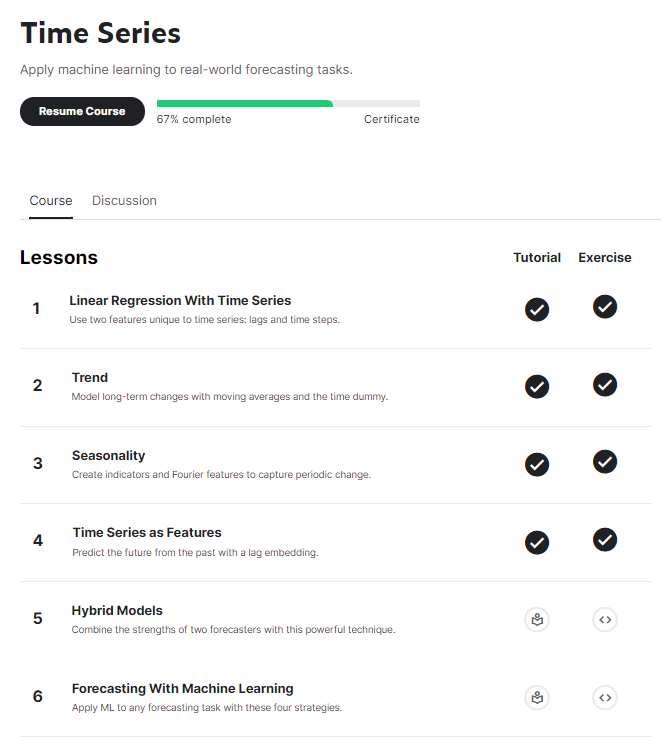 Time Series
Apply machine learning to real-world forecasting tasks.
Resume Course
67% complete
Certificate
Course Discussion
Lessons Tutorial Exercise
1 Linear Regression With Time Series
Use two features unique to time series: lags and time steps.
2 Trend
Model long-term changes with moving averages and the time dummy.
3 Seasonality
Create indicators and Fourier features to capture periodic change.
4 Time Series as Features
Predict the future from the past with a lag embedding.
5 Hybrid Models
Combine the strengths of two forecasters with this powerful technique.
6 Forecasting With Machine Learning
Apply ML to any forecasting task with these four strategies.